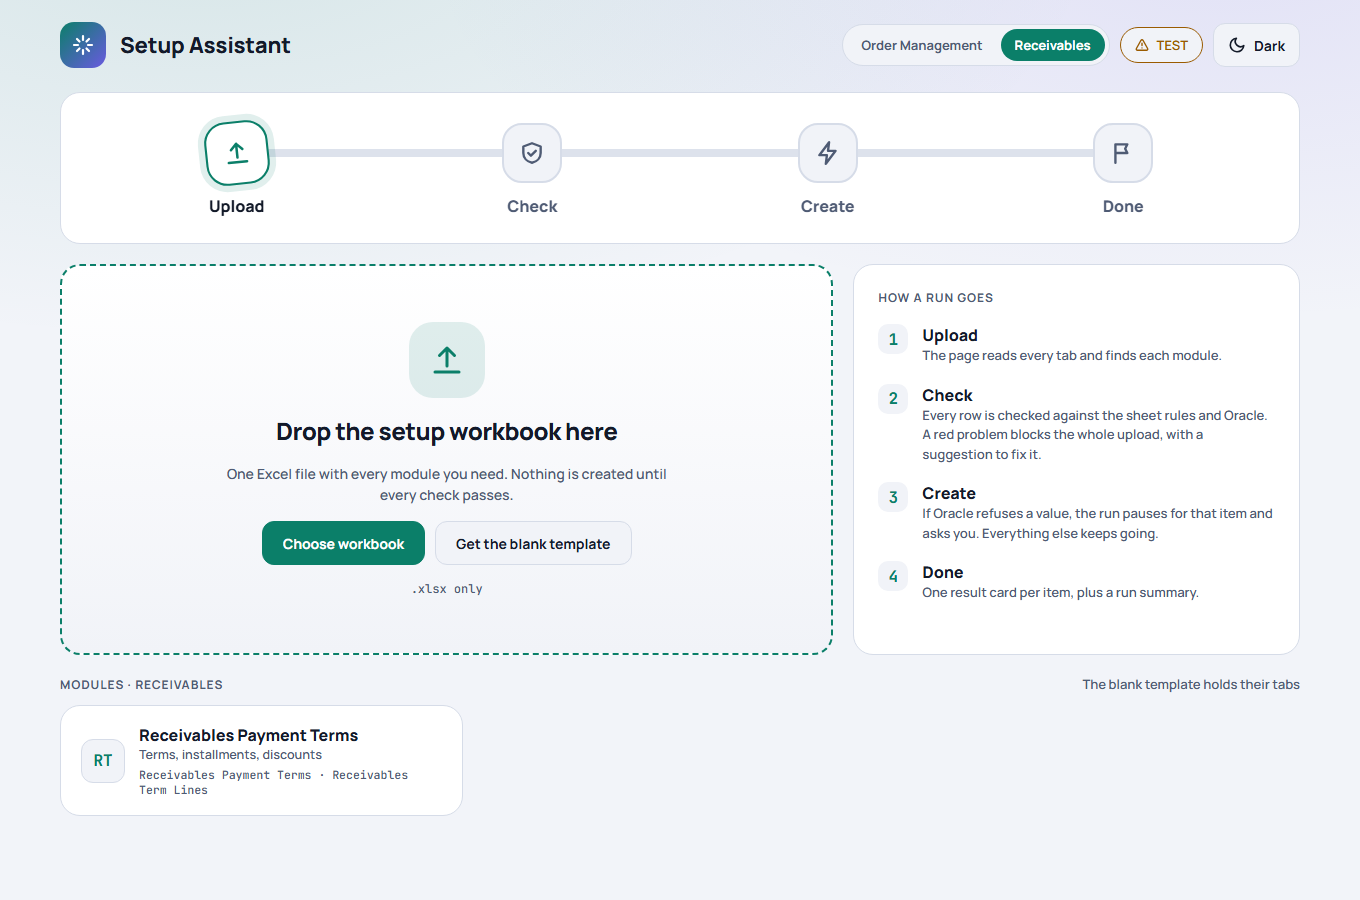 Setup Assistant
Order Management
Receivables
TEST
Dark
Upload
Check
Create
Done
Drop the setup workbook here
One Excel file with every module you need. Nothing is created until
every check passes.
Choose workbook
Get the blank template
.xlsx only
HOW A RUN GOES
1
Upload
The page reads every tab and finds each module.
2
Check
Every row is checked against the sheet rules and Oracle.
A red problem blocks the whole upload, with a
suggestion to fix it.
3
Create
If Oracle refuses a value, the run pauses for that item and
asks you. Everything else keeps going.
4
Done
One result card per item, plus a run summary.
MODULES · RECEIVABLES
The blank template holds their tabs
RT
Receivables Payment Terms
Terms, installments, discounts
Receivables Payment Terms · Receivables
Term Lines